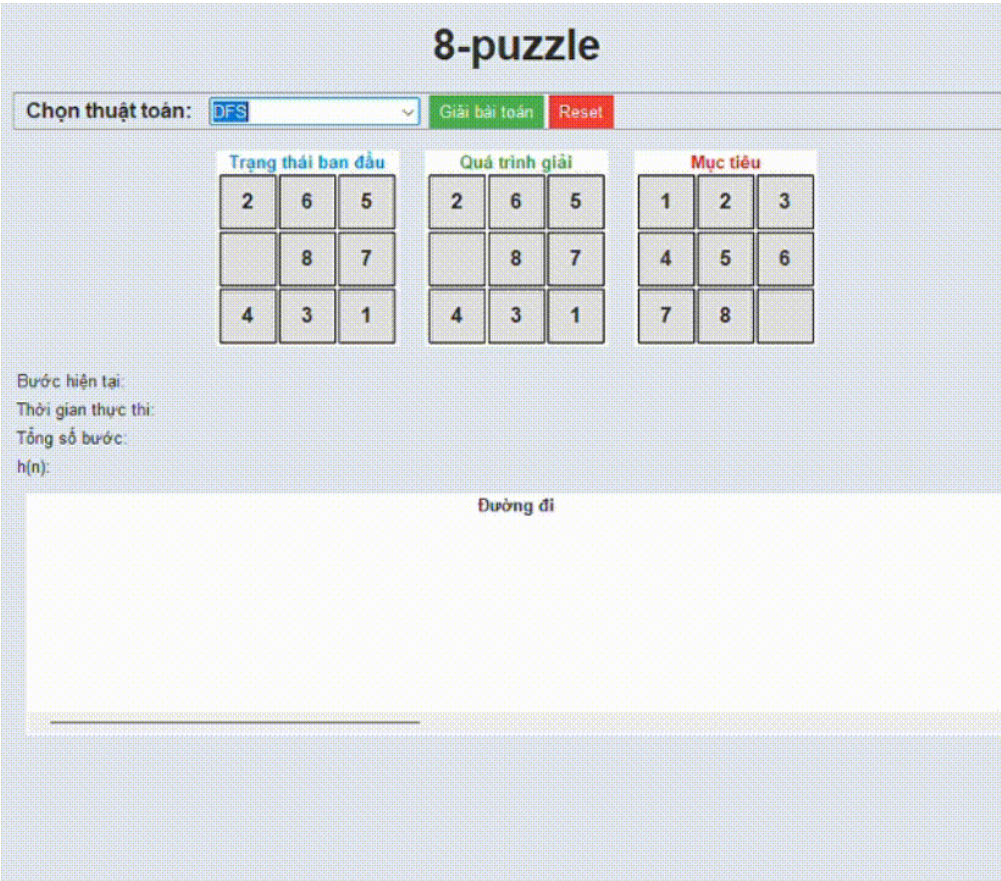 8-puzzle
Chọn thuật toán: DFS Giải bài toán Reset
Trạng thái ban đầu Quá trình giải Mục tiêu
2 6 5 2 6 5 1 2 3
8 7 8 7 4 5 6
4 3 1 4 3 1 7 8
Bước hiện tại:
Thời gian thực thi:
Tổng số bước:
h(n):
Đường đi